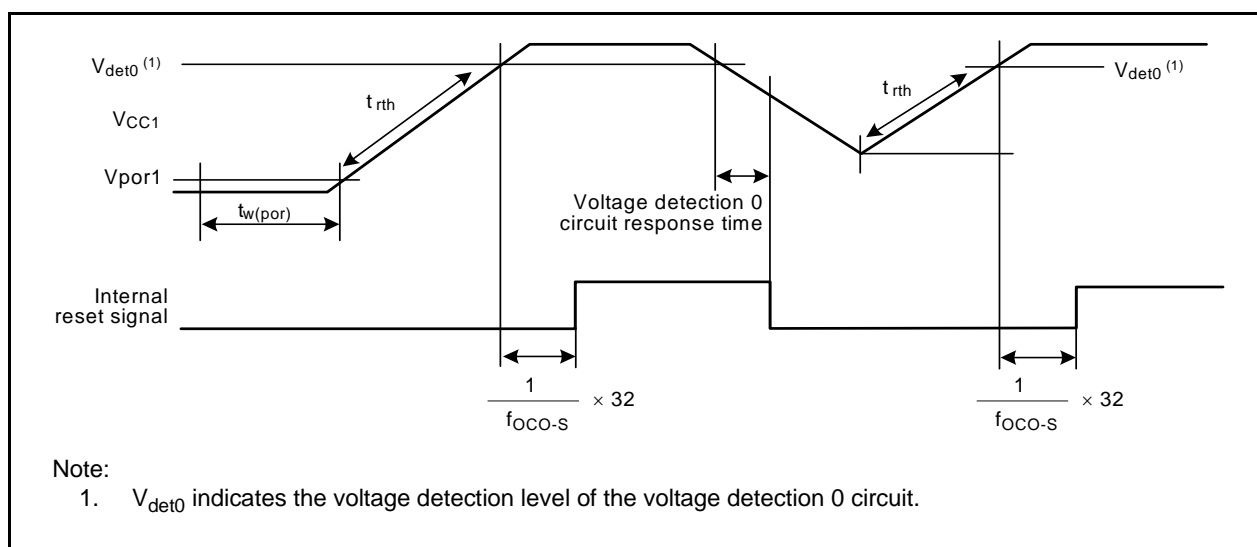 Vdet0 (1)
trth
VCC1
Vpor1
tw(por)
Voltage detection 0
circuit response time
trth
Vdet0 (1)
Internal
reset signal
1
fOCO-S
× 32
1
fOCO-S
× 32
Note:
1. Vdet0 indicates the voltage detection level of the voltage detection 0 circuit.